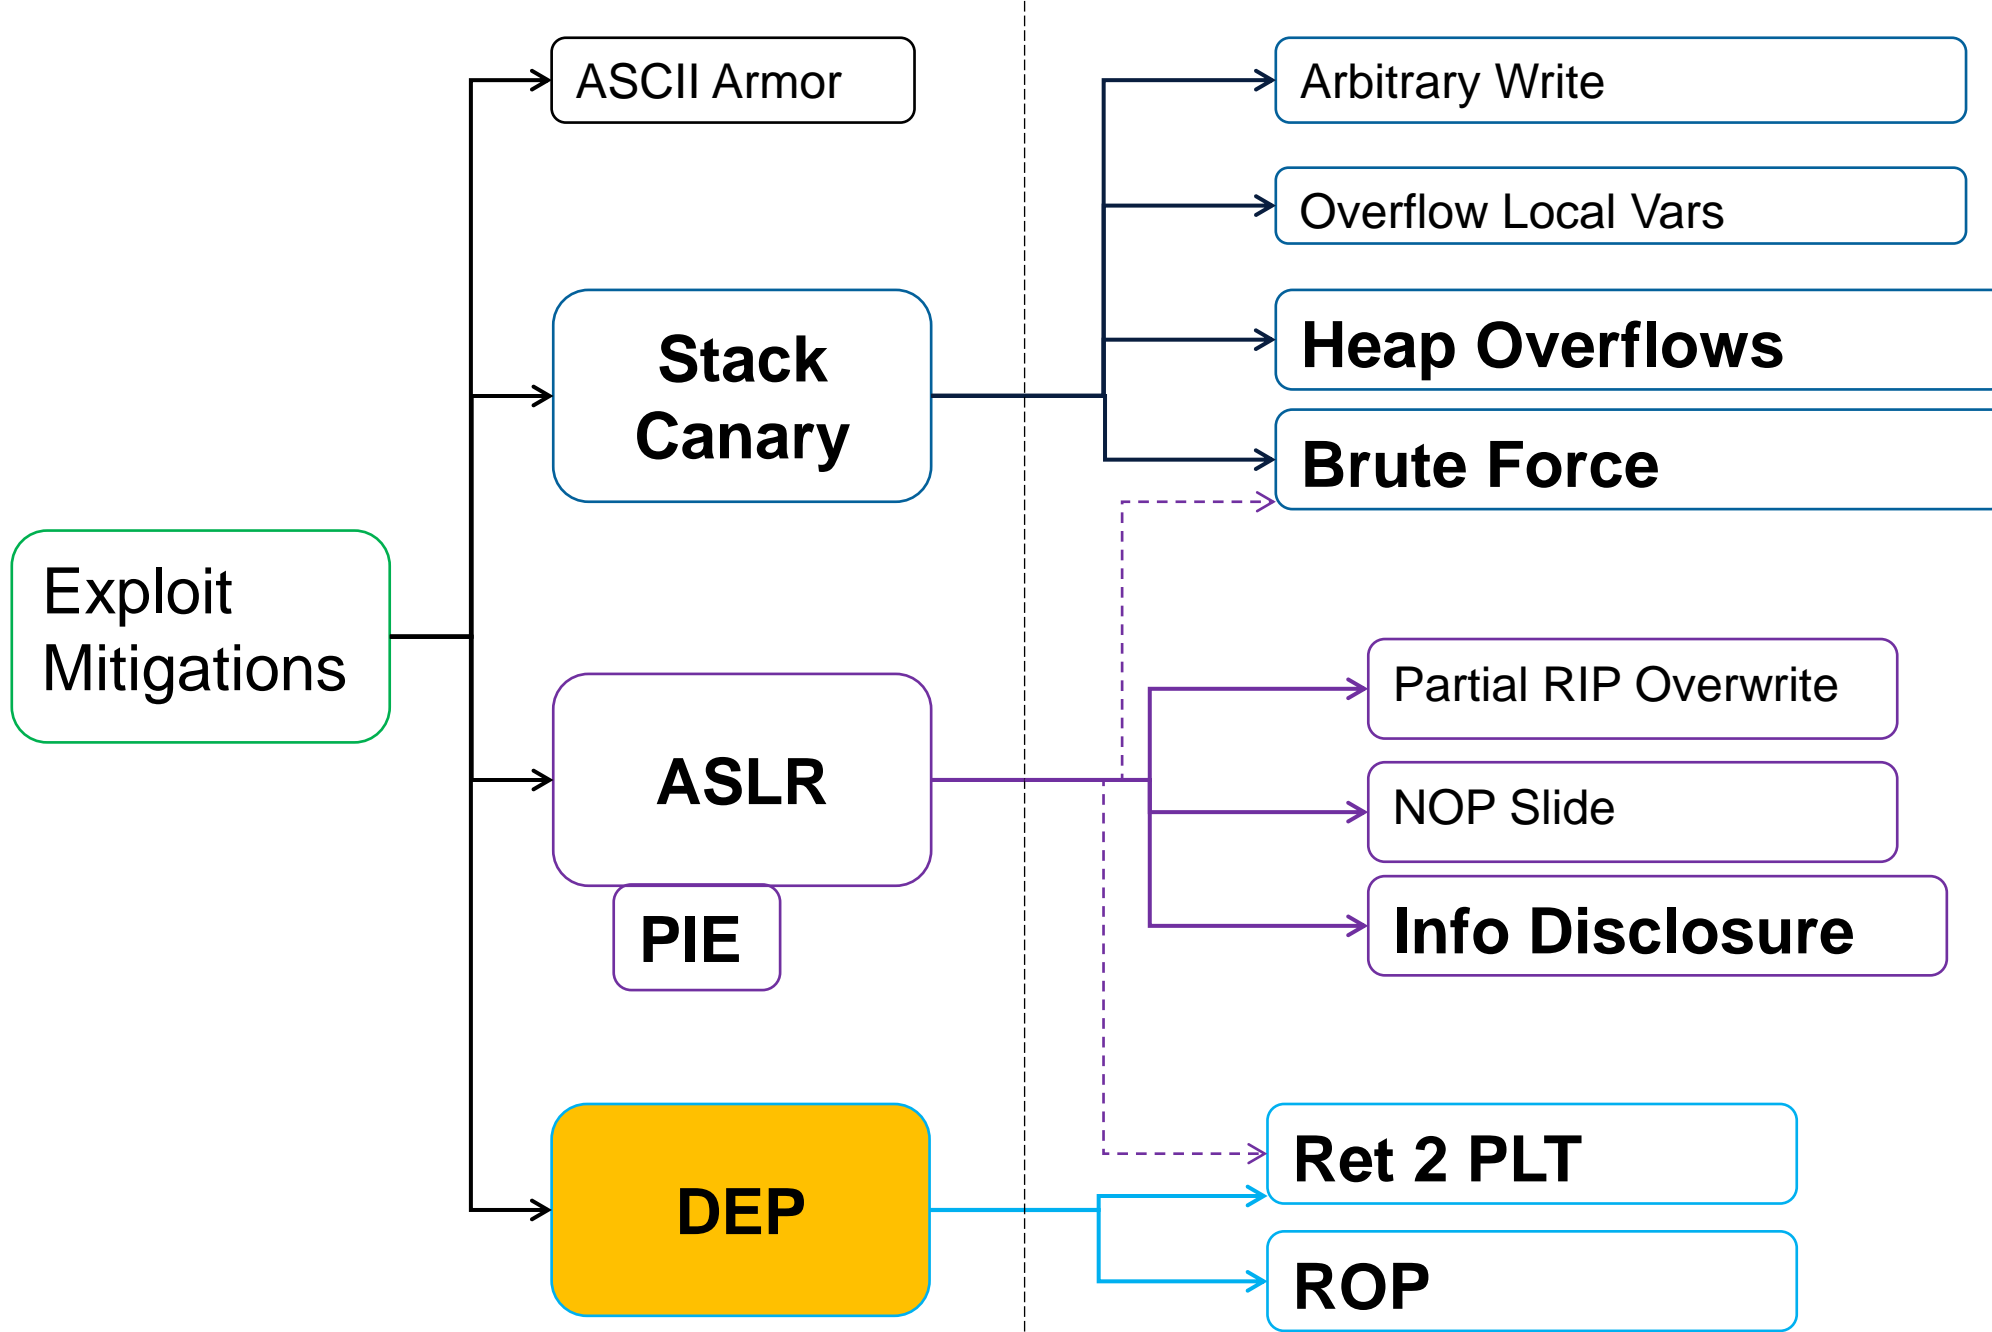 Exploit
Mitigations
ASCII Armor
Stack
Canary
ASLR
PIE
DEP
Arbitrary Write
Overflow Local Vars
Heap Overflows
Brute Force
Partial RIP Overwrite
NOP Slide
Info Disclosure
Ret 2 PLT
ROP